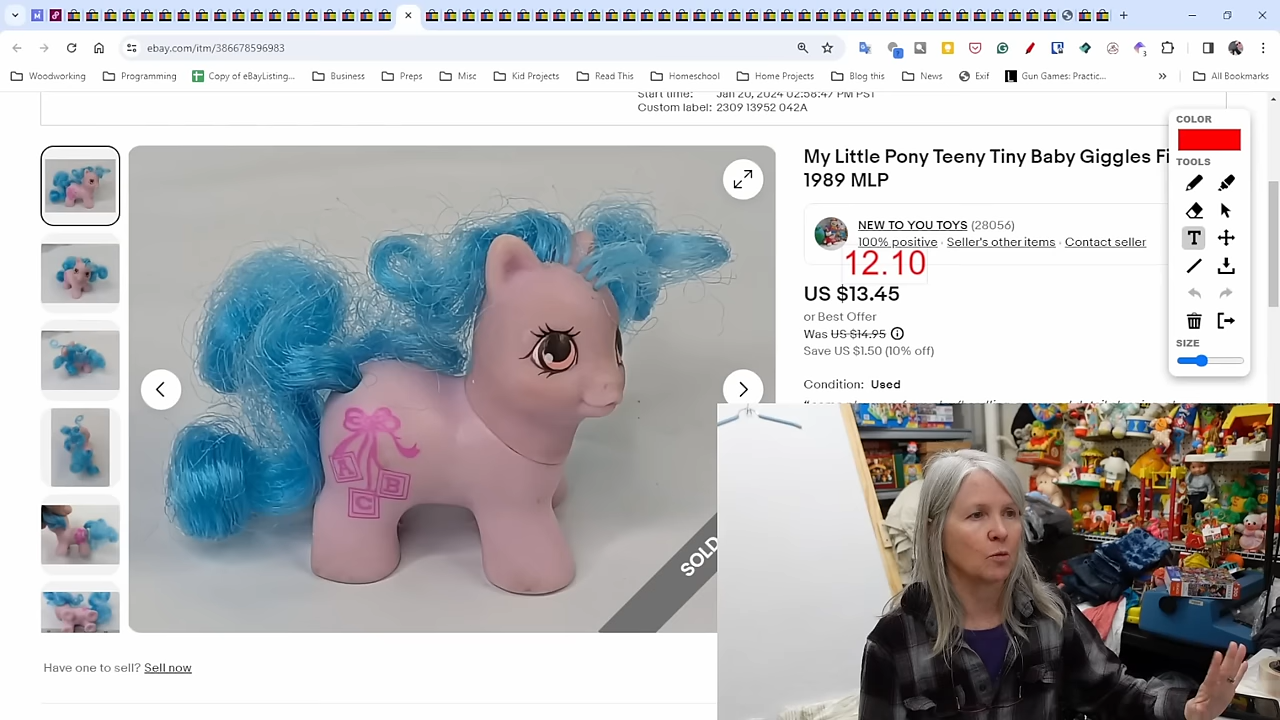 ebay.com/itm/386678596983
Woodworking
Programming
Copy of eBayListing...
Business
Preps
Misc
Kid Projects
Read This
Homeschool
Home Projects
Blog this
News
Exif
Gun Games: Practic...
All Bookmarks
Start time: Jan 20, 2024 02:58:47 PM PST
Custom label: 2309 13952 042A
My Little Pony Teeny Tiny Baby Giggles Fi
1989 MLP
NEW TO YOU TOYS (28056)
100% positive · Seller's other items · Contact seller
12.10
US $13.45
or Best Offer
Was US $14.95
Save US $1.50 (10% off)
Condition: Used
A
B
C
SOLD
Have one to sell? Sell now
COLOR
TOOLS
T
SIZE